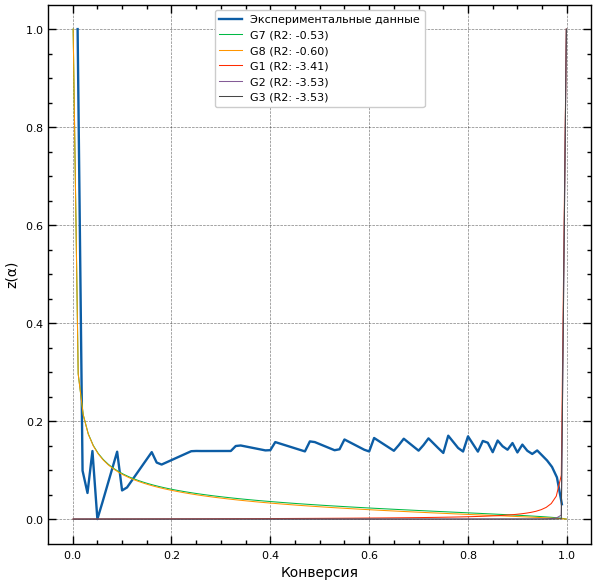 Экспериментальные данные
G7 (R2: -0.53)
G8 (R2: -0.60)
G1 (R2: -3.41)
G2 (R2: -3.53)
G3 (R2: -3.53)
1.0
0.8
0.6
0.4
0.2
0.0
z(α)
0.0 0.2 0.4 0.6 0.8 1.0
Конверсия